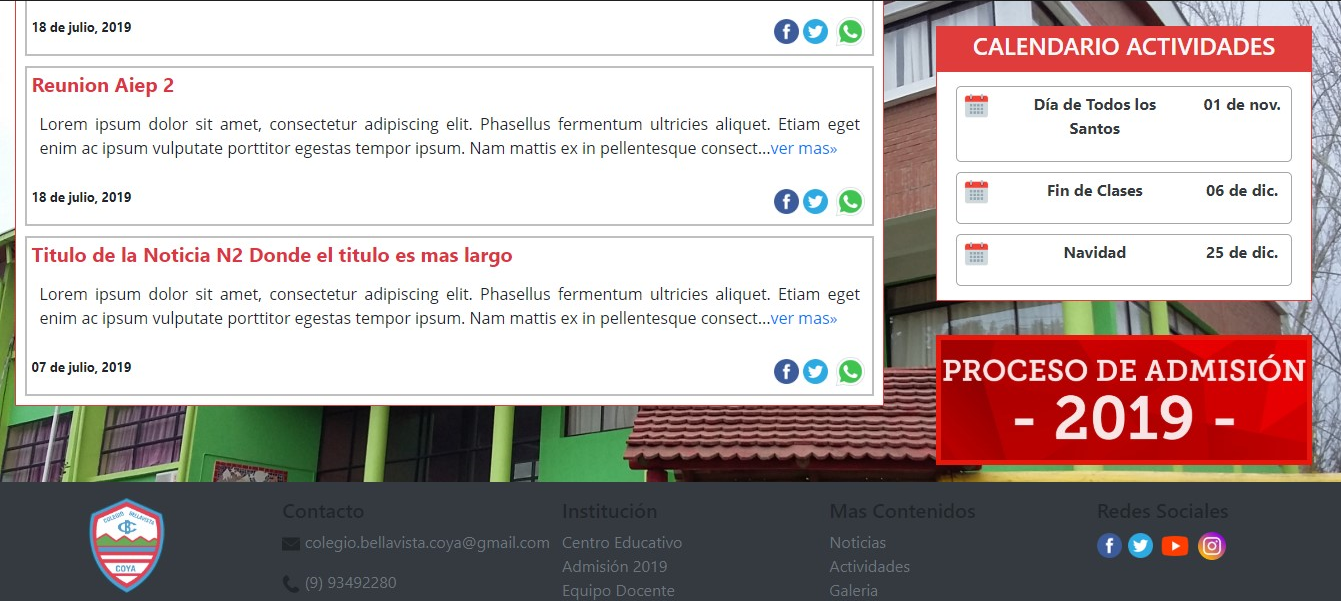 18 de julio, 2019
Reunion Aiep 2
Lorem ipsum dolor sit amet, consectetur adipiscing elit. Phasellus fermentum ultricies aliquet. Etiam eget
enim ac ipsum vulputate porttitor egestas tempor ipsum. Nam mattis ex in pellentesque consect...ver mas»
18 de julio, 2019
Titulo de la Noticia N2 Donde el titulo es mas largo
Lorem ipsum dolor sit amet, consectetur adipiscing elit. Phasellus fermentum ultricies aliquet. Etiam eget
enim ac ipsum vulputate porttitor egestas tempor ipsum. Nam mattis ex in pellentesque consect...ver mas»
07 de julio, 2019
CALENDARIO ACTIVIDADES
Día de Todos los
Santos
01 de nov.
Fin de Clases
06 de dic.
Navidad
25 de dic.
PROCESO DE ADMISIÓN
- 2019 -
COLEGIO BELLAVISTA
CBC
COYA
Contacto
colegio.bellavista.coya@gmail.com
(9) 93492280
Institución
Centro Educativo
Admisión 2019
Equipo Docente
Mas Contenidos
Noticias
Actividades
Galeria
Redes Sociales